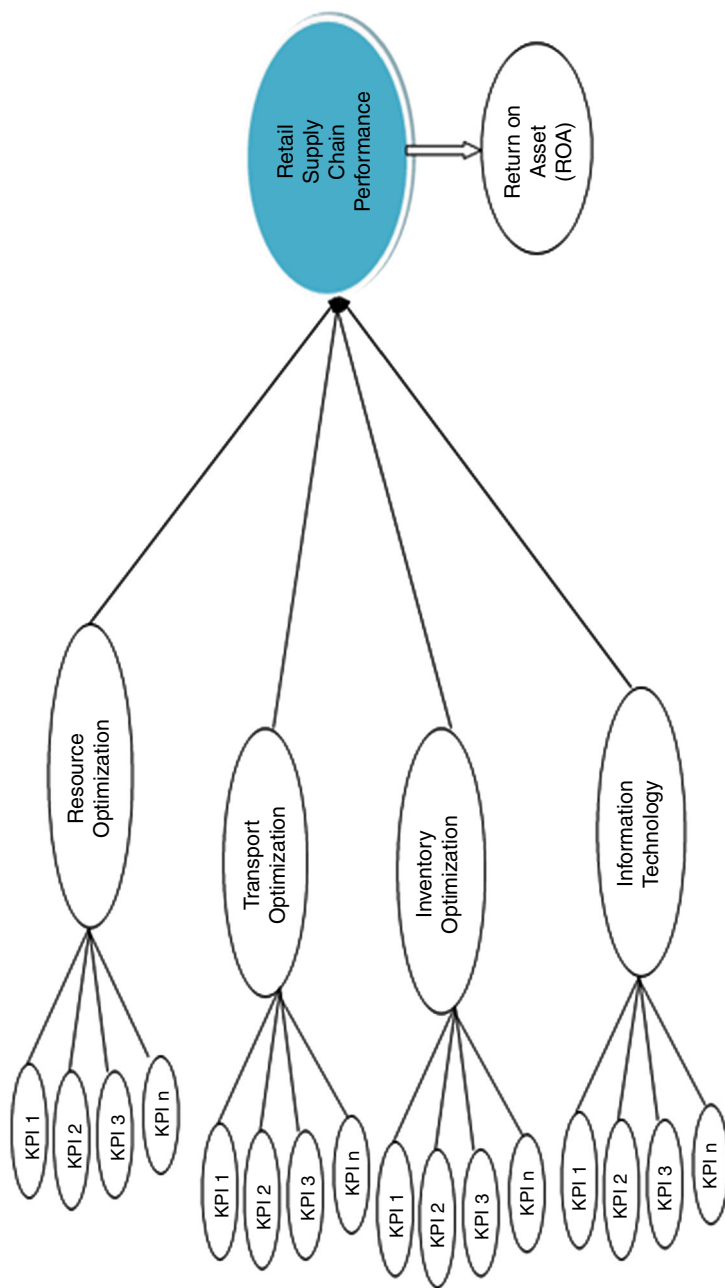 KPI 1
KPI 2
KPI 3
KPI n
Resource
Optimization
KPI 1
KPI 2
KPI 3
KPI n
Transport
Optimization
KPI 1
KPI 2
KPI 3
KPI n
Inventory
Optimization
KPI 1
KPI 2
KPI 3
KPI n
Information
Technology
Retail
Supply
Chain
Performance
Return on
Asset
(ROA)